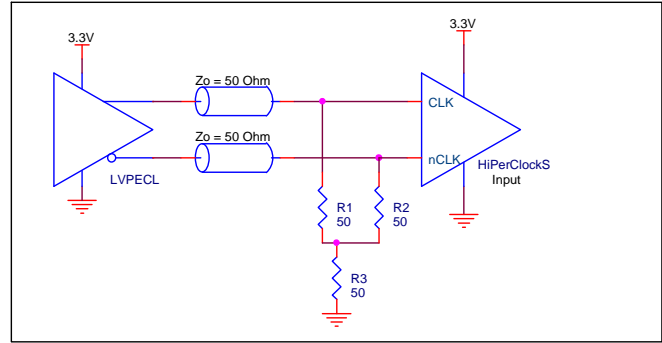 3.3V
3.3V
Zo = 50 Ohm
CLK
Zo = 50 Ohm
nCLK
HiPerClockS
Input
LVPECL
R1
50
R2
50
R3
50